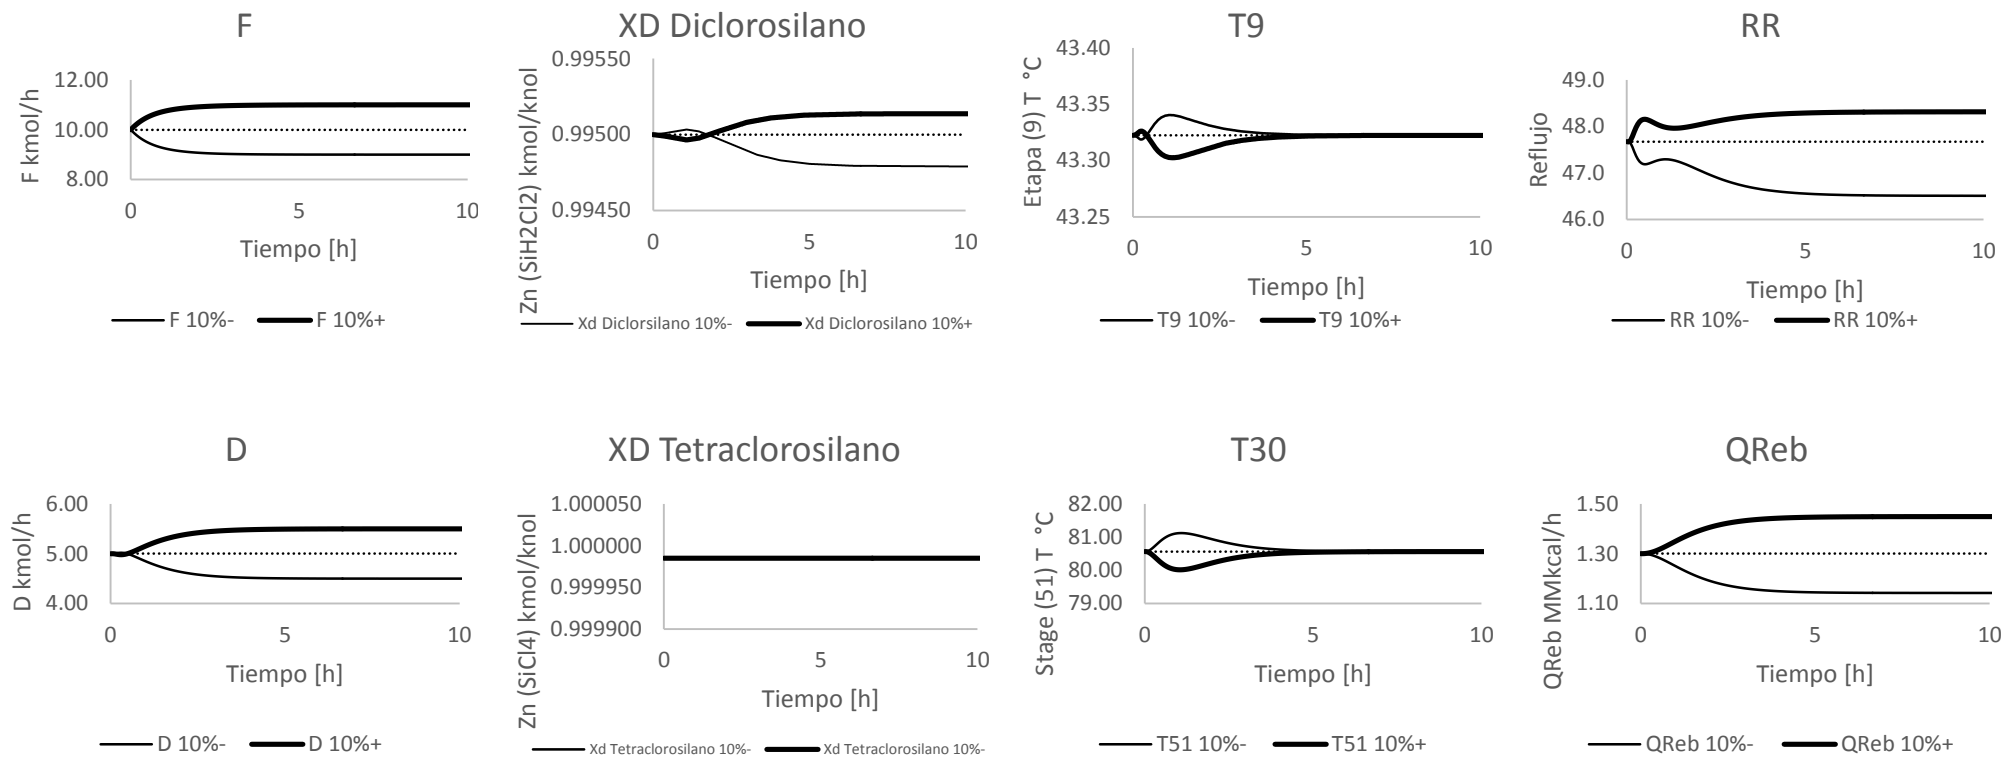 F
F kmol/h
12.00
10.00
8.00
0
5
10
Tiempo [h]
F 10%-
F 10%+
XD Diclorosilano
Zn (SiH2Cl2) kmol/knol
0.99550
0.99500
0.99450
0
5
10
Tiempo [h]
Xd Diclorsilano 10%-
Xd Diclorosilano 10%+
T9
Etapa (9) T °C
43.40
43.35
43.30
43.25
0
5
10
Tiempo [h]
T9 10%-
T9 10%+
RR
Reflujo
49.0
48.0
47.0
46.0
0
5
10
Tiempo [h]
RR 10%-
RR 10%+
D
D kmol/h
6.00
5.00
4.00
0
5
10
Tiempo [h]
D 10%-
D 10%+
XD Tetraclorosilano
Zn (SiCl4) kmol/knol
1.000050
1.000000
0.999950
0.999900
0
5
10
Tiempo [h]
Xd Tetraclorosilano 10%-
Xd Tetraclorosilano 10%-
T30
Stage (51) T °C
82.00
81.00
80.00
79.00
0
5
10
Tiempo [h]
T51 10%-
T51 10%+
QReb
QReb MMkcal/h
1.50
1.30
1.10
0
5
10
Tiempo [h]
QReb 10%-
QReb 10%+